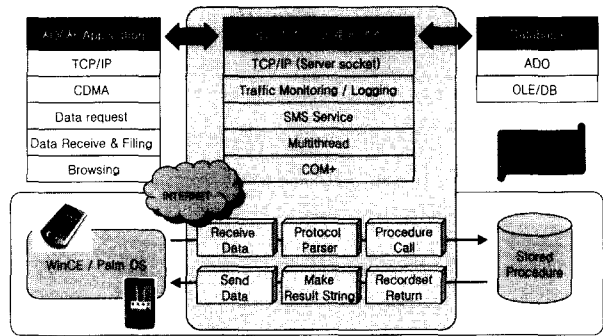 Application
TCP/IP
CDMA
Data request
Data Receive & Filing
Browsing
TCP/IP (Server socket)
Traffic Monitoring / Logging
SMS Service
Multithread
COM+
Database
ADO
OLE/DB
INTERNET
WinCE / Palm OS
Receive
Data
Protocol
Parser
Procedure
Call
Send
Data
Make
Result String
Recordset
Return
Stored
Procedure